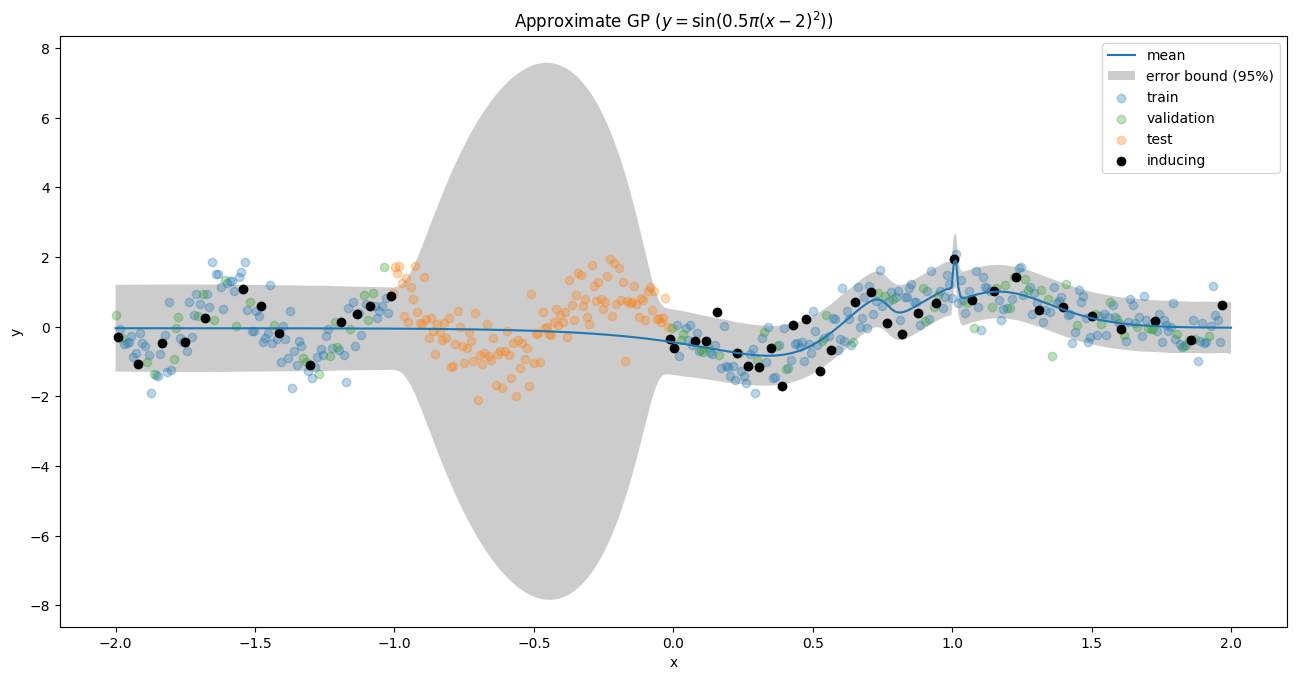 Approximate GP ($y = \sin(0.5\pi(x-2)^2)$)
y
8
6
4
2
0
−2
−4
−6
−8
mean
error bound (95%)
train
validation
test
inducing
−2.0 −1.5 −1.0 −0.5 0.0 0.5 1.0 1.5 2.0
x